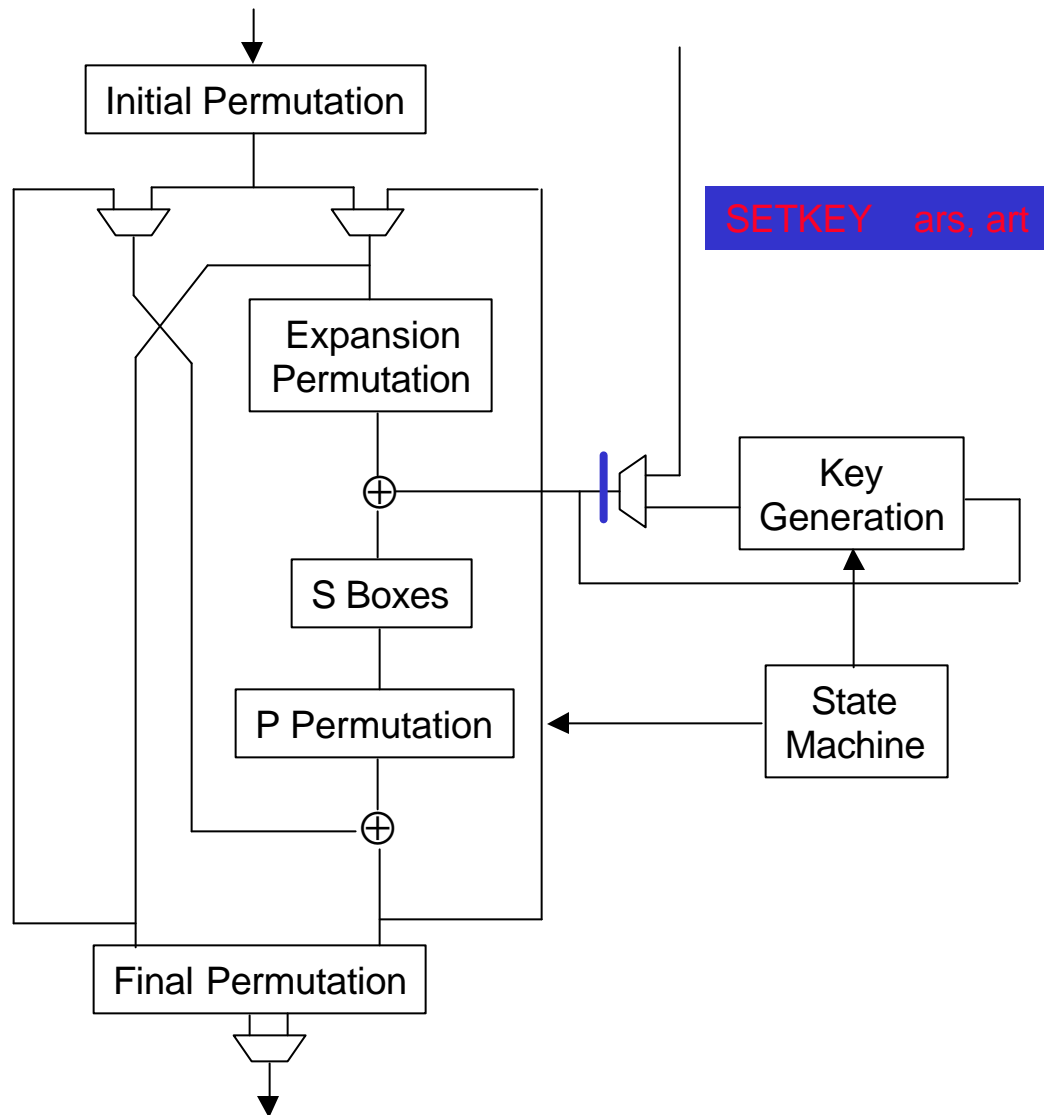 Initial Permutation
SETKEY ars, art
Expansion
Permutation
Key
Generation
S Boxes
P Permutation
State
Machine
Final Permutation